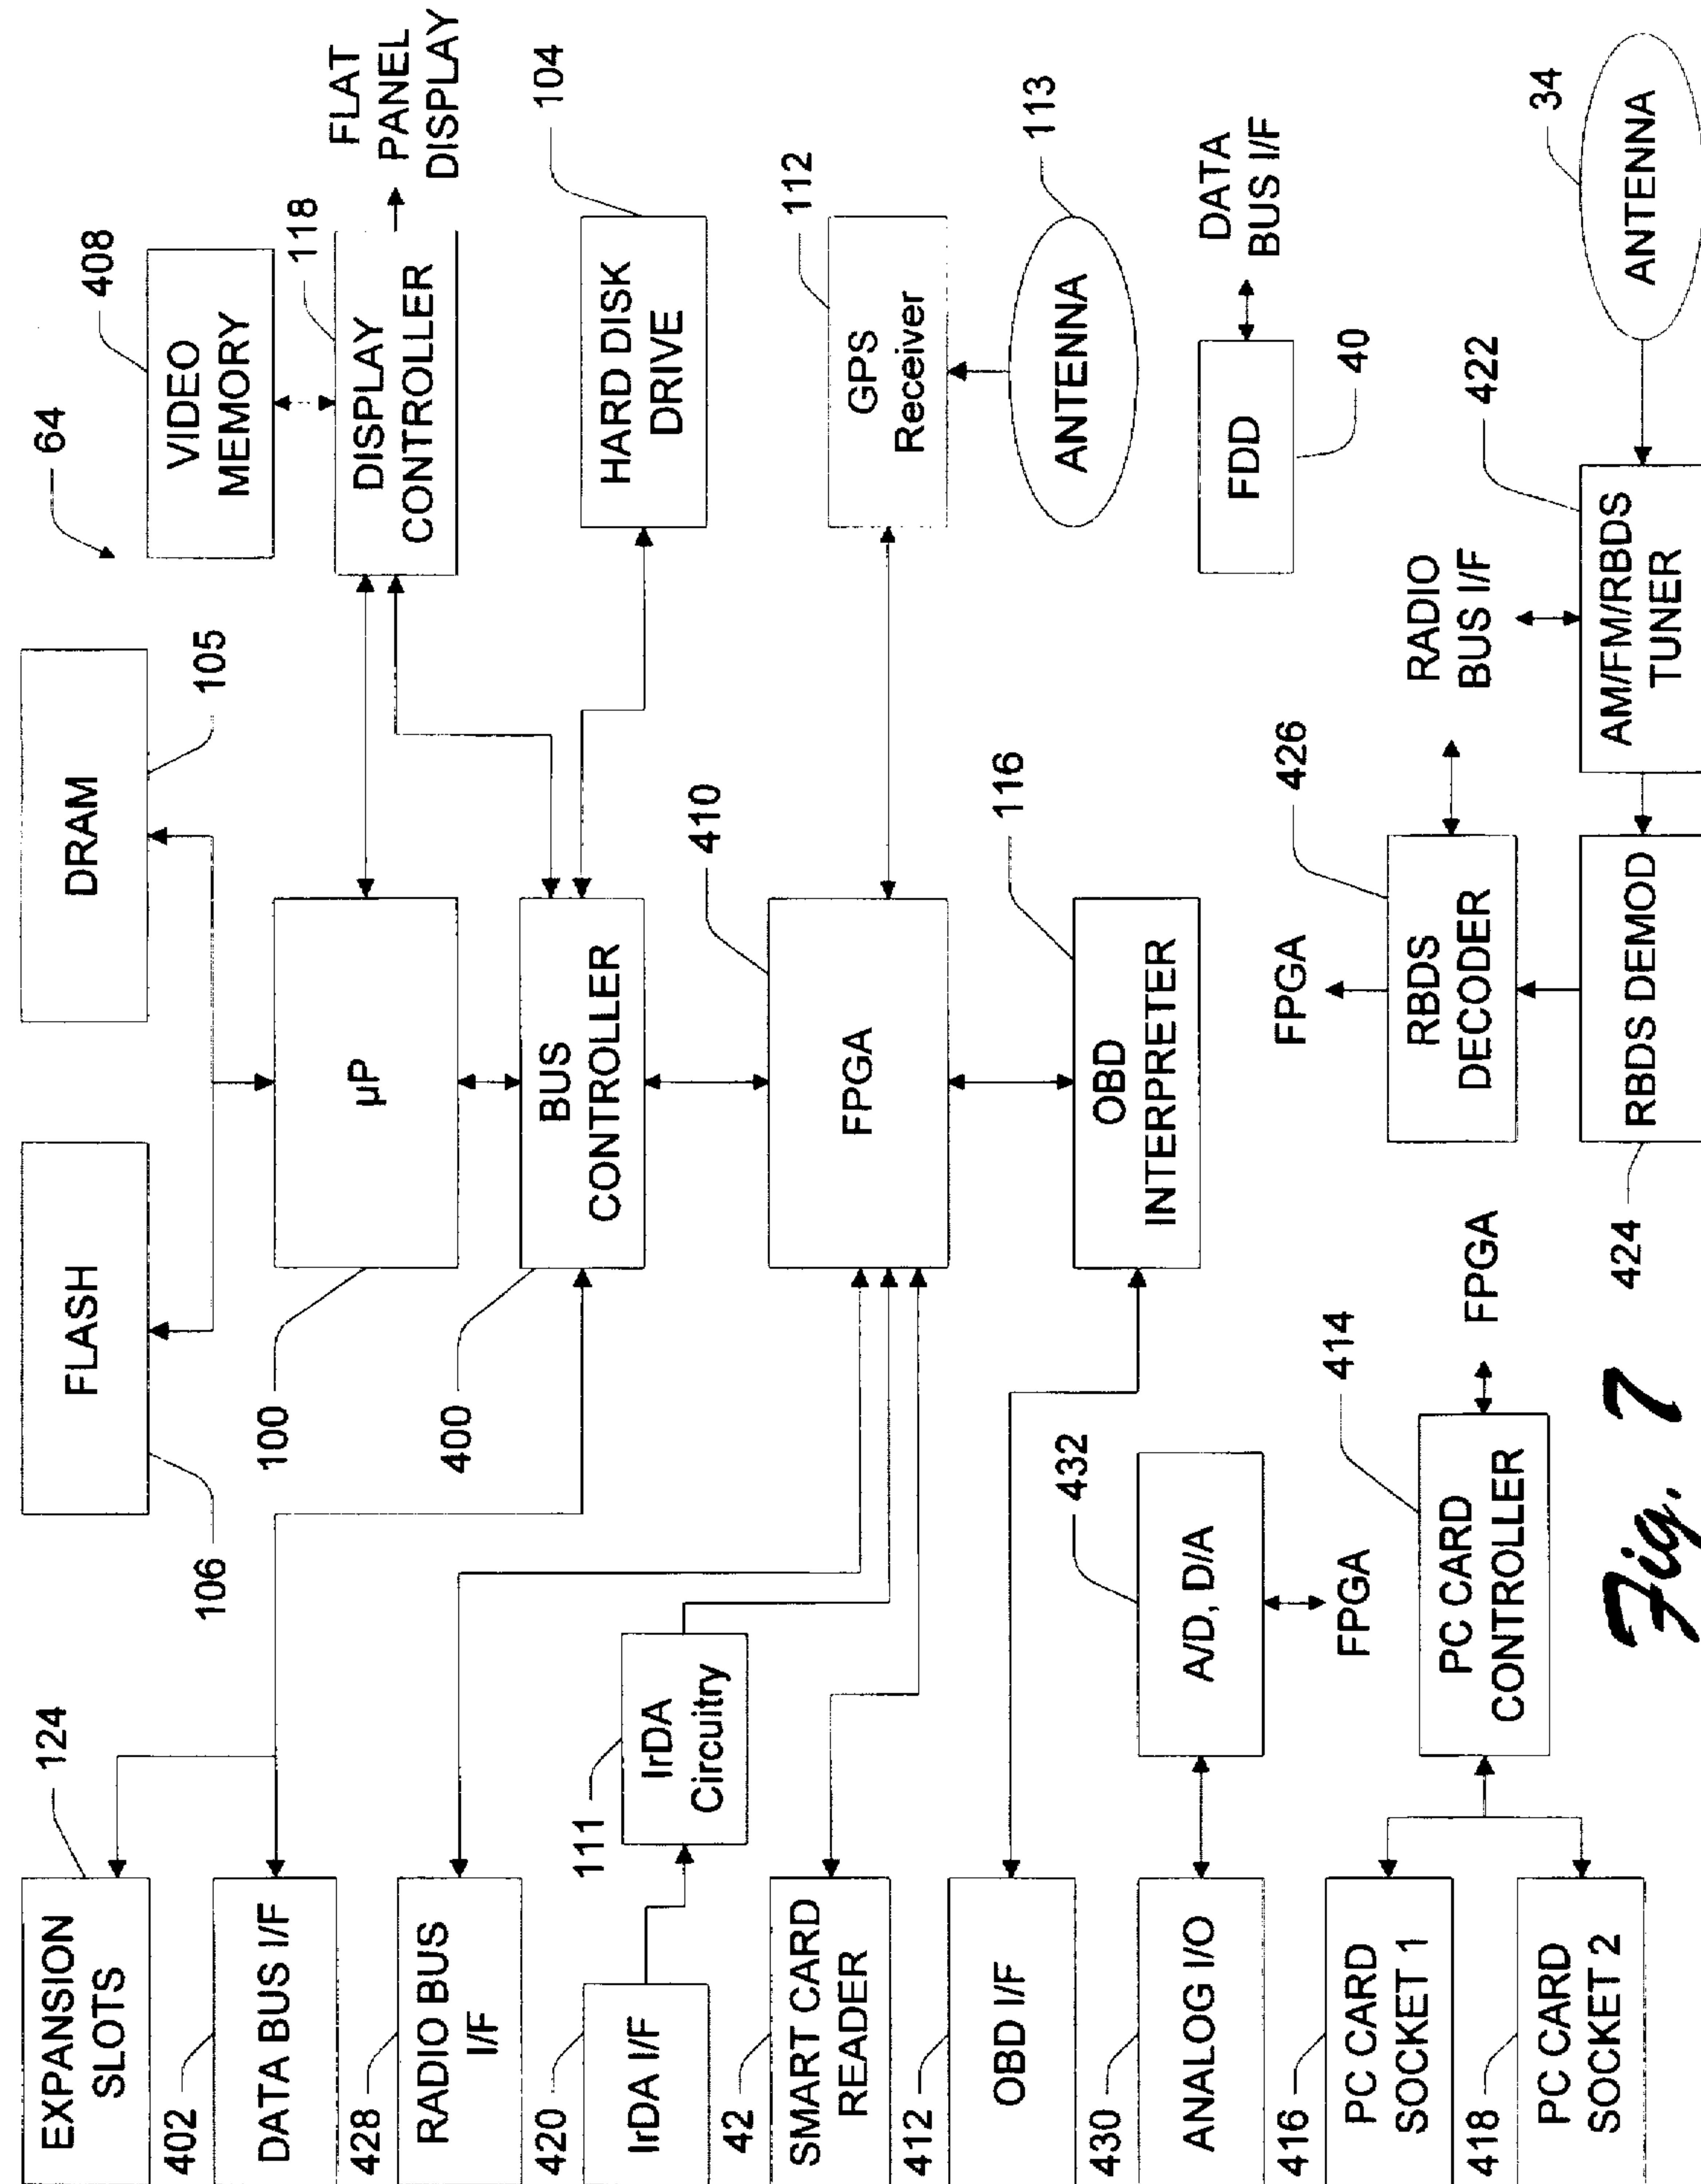 64
EXPANSION
SLOTS
124
FLASH
106
DRAM
105
VIDEO
MEMORY
408
402
DATA BUS I/F
100
µP
DISPLAY
CONTROLLER
118
FLAT
PANEL
DISPLAY
428
RADIO BUS
I/F
400
BUS
CONTROLLER
HARD DISK
DRIVE
104
420
IrDA I/F
111
IrDA
Circuitry
410
FPGA
GPS
Receiver
112
42
SMART CARD
READER
ANTENNA
113
412
OBD I/F
OBD
INTERPRETER
116
430
ANALOG I/O
A/D, D/A
432
FPGA
FDD
40
DATA
BUS I/F
416
PC CARD
SOCKET 1
418
PC CARD
SOCKET 2
PC CARD
CONTROLLER
414
FPGA
FPGA
RBDS
DECODER
426
RADIO
BUS I/F
424
RBDS DEMOD
AM/FM/RBDS
TUNER
422
ANTENNA
34
Fig. 7